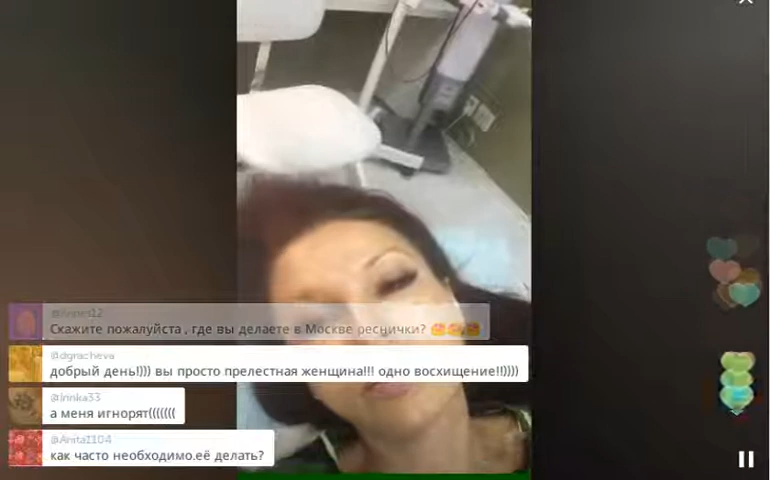 Скажите пожалуйста , где вы делаете в Москве реснички?
@dgracheva
добрый день!))) вы просто прелестная женщина!!! одно восхищение!!))))
@Innka33
а меня игнорят(((((((
@Anita1104
как часто необходимо.её делать?